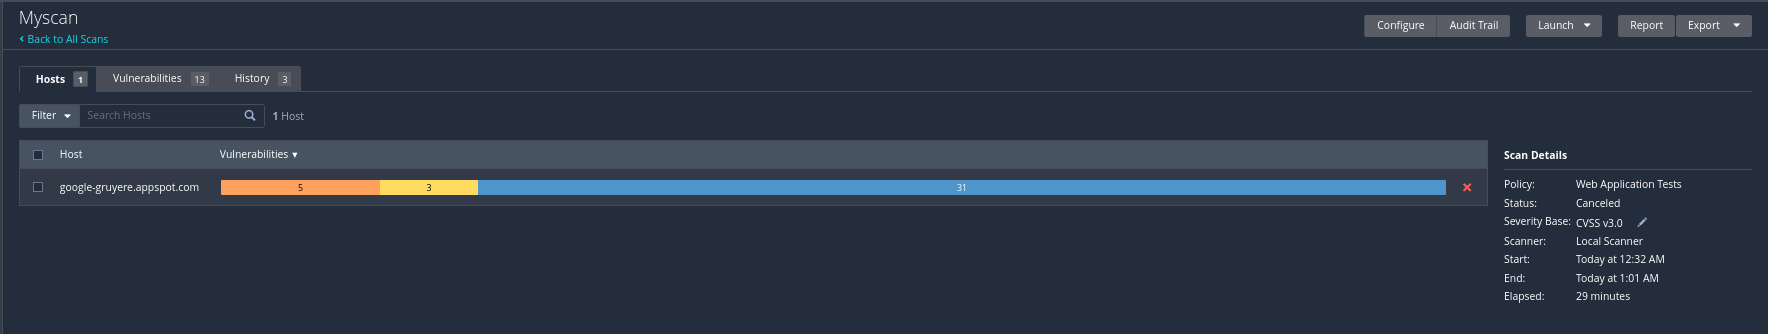 Myscan
Back to All Scans
Configure Audit Trail Launch Report Export
Hosts 1 Vulnerabilities 13 History 3
Filter Search Hosts 1 Host
Host Vulnerabilities
google-gruyere.appspot.com 5 3 31
Scan Details
Policy: Web Application Tests
Status: Canceled
Severity Base: CVSS v3.0
Scanner: Local Scanner
Start: Today at 12:32 AM
End: Today at 1:01 AM
Elapsed: 29 minutes